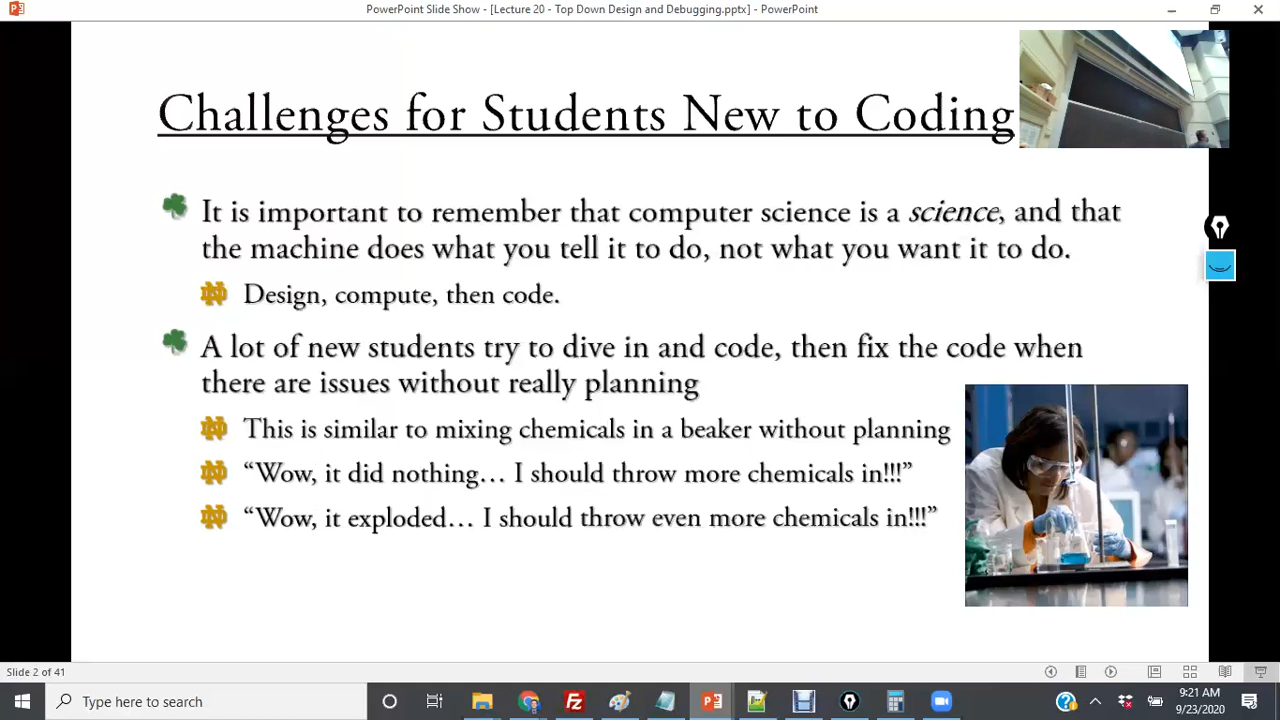 PowerPoint Slide Show - [Lecture 20 - Top Down Design and Debugging.pptx] - PowerPoint
Challenges for Students New to Coding
It is important to remember that computer science is a science, and that
the machine does what you tell it to do, not what you want it to do.
Design, compute, then code.
A lot of new students try to dive in and code, then fix the code when
there are issues without really planning
This is similar to mixing chemicals in a beaker without planning
“Wow, it did nothing… I should throw more chemicals in!!!”
“Wow, it exploded… I should throw even more chemicals in!!!”
Slide 2 of 41
Type here to search
9:21 AM
9/23/2020